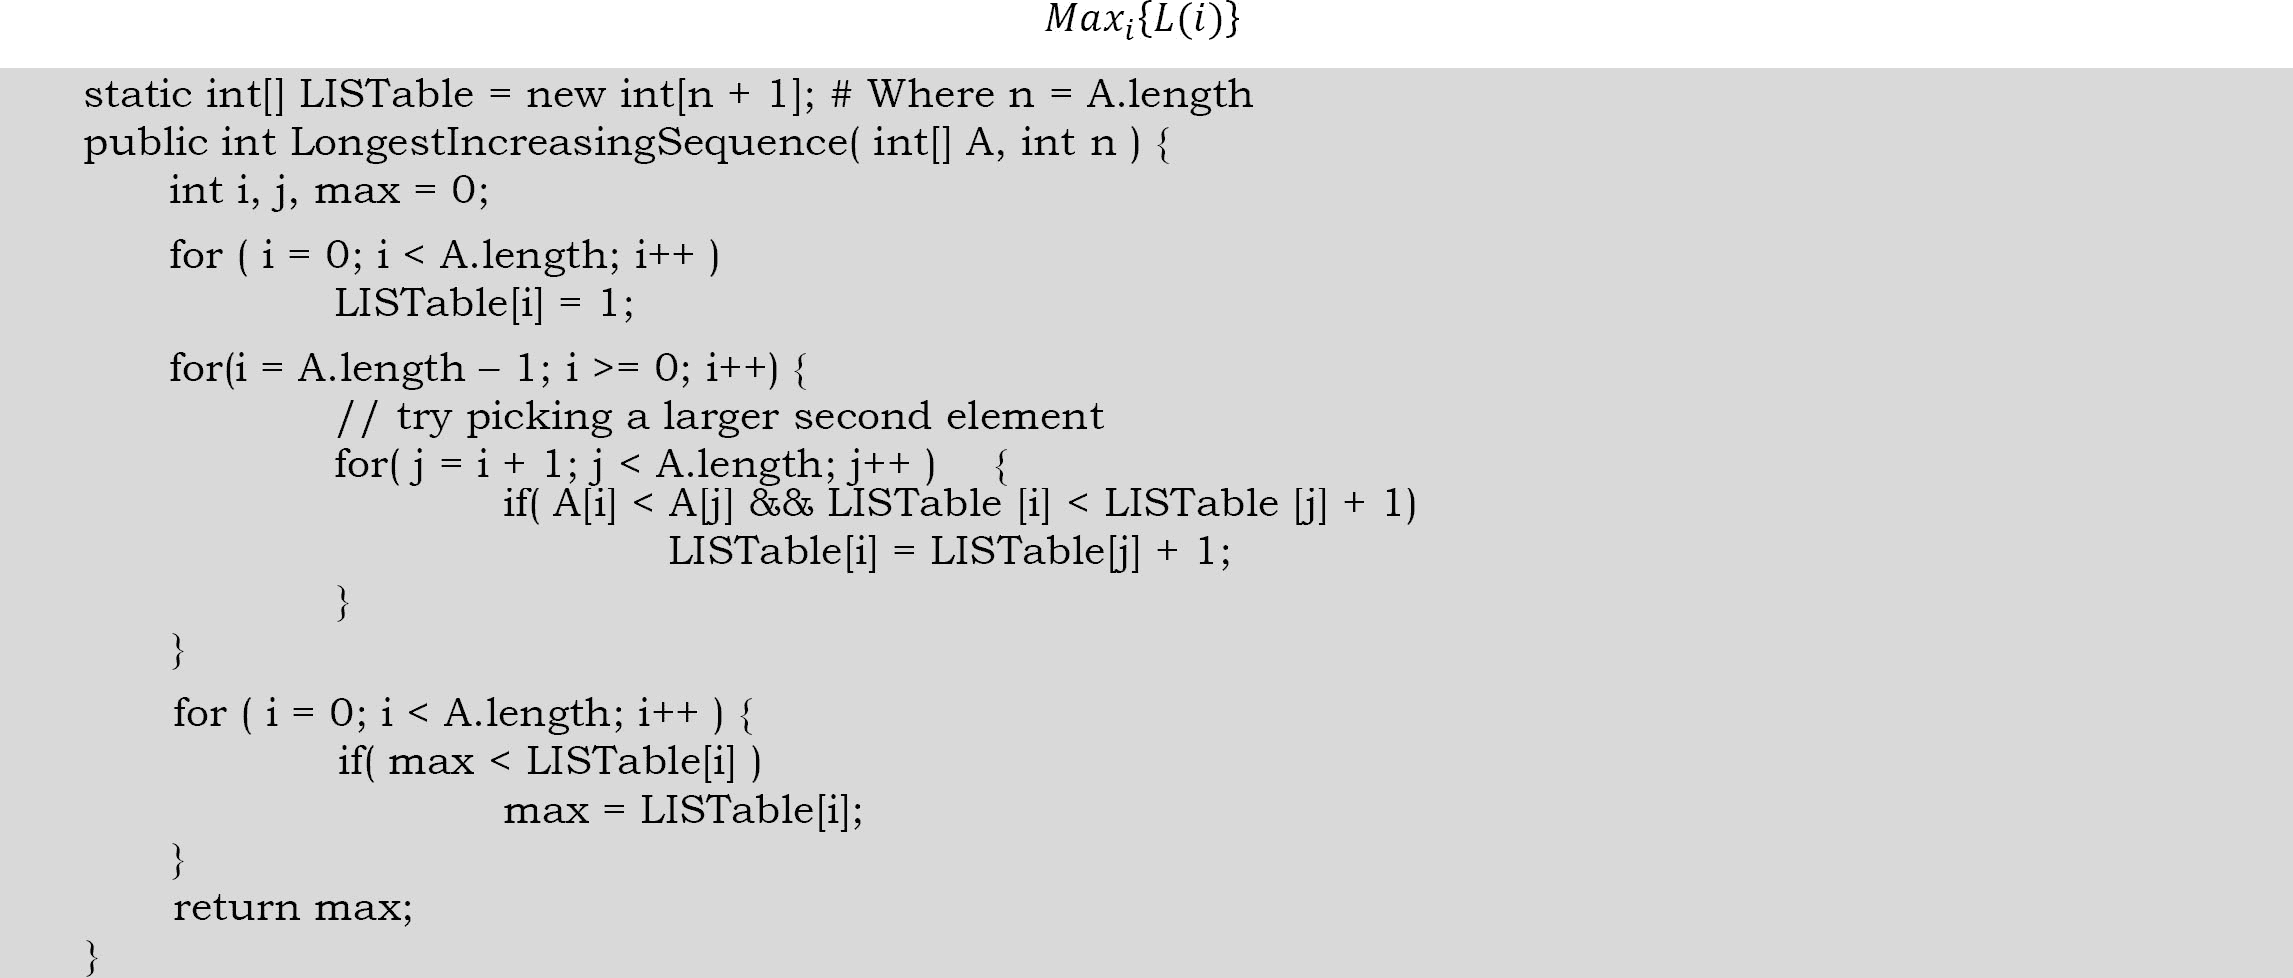 Max_i{L(i)}
static int[] LISTable = new int[n + 1]; # Where n = A.length
public int LongestIncreasingSequence( int[] A, int n ) {
int i, j, max = 0;
for ( i = 0; i < A.length; i++ )
LISTable[i] = 1;
for(i = A.length – 1; i >= 0; i++) {
// try picking a larger second element
for( j = i + 1; j < A.length; j++ ) {
if( A[i] < A[j] && LISTable [i] < LISTable [j] + 1)
LISTable[i] = LISTable[j] + 1;
}
}
for ( i = 0; i < A.length; i++ ) {
if( max < LISTable[i] )
max = LISTable[i];
}
return max;
}